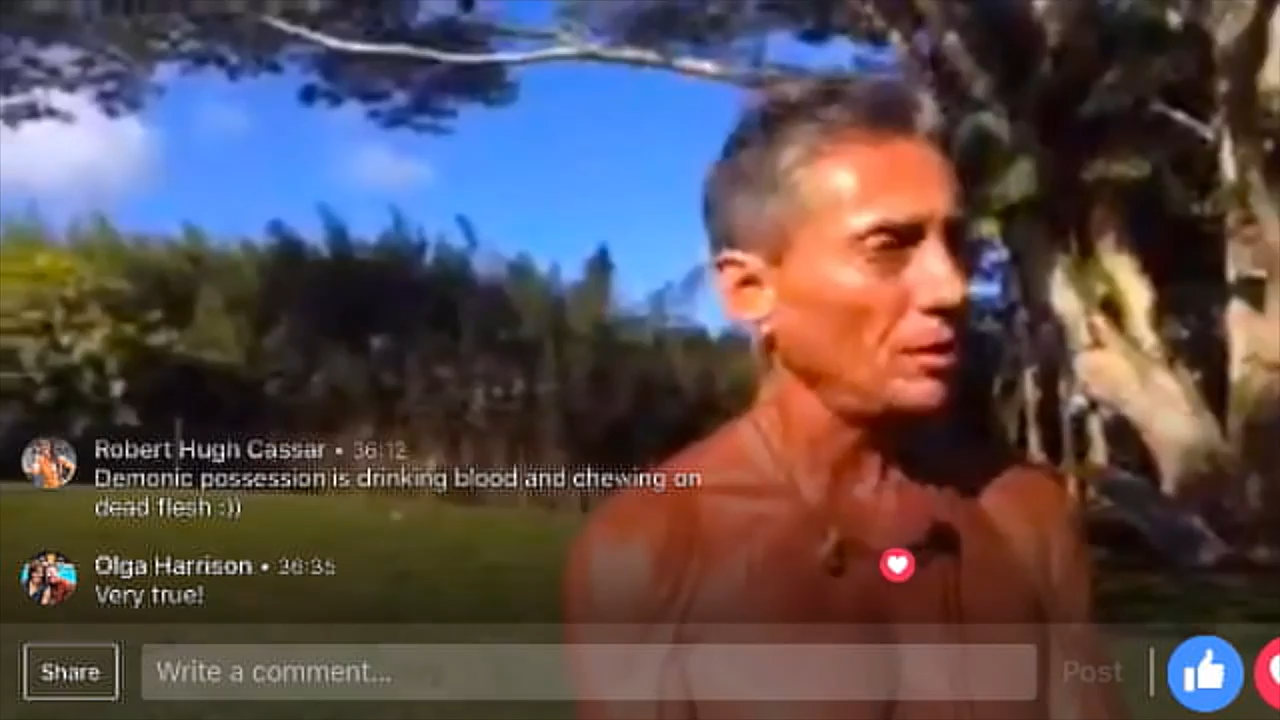 Robert Hugh Cassar • 36:12
Demonic possession is drinking blood and chewing on
dead flesh :))
Olga Harrison • 36:35
Very true!
Share
Write a comment...
Post